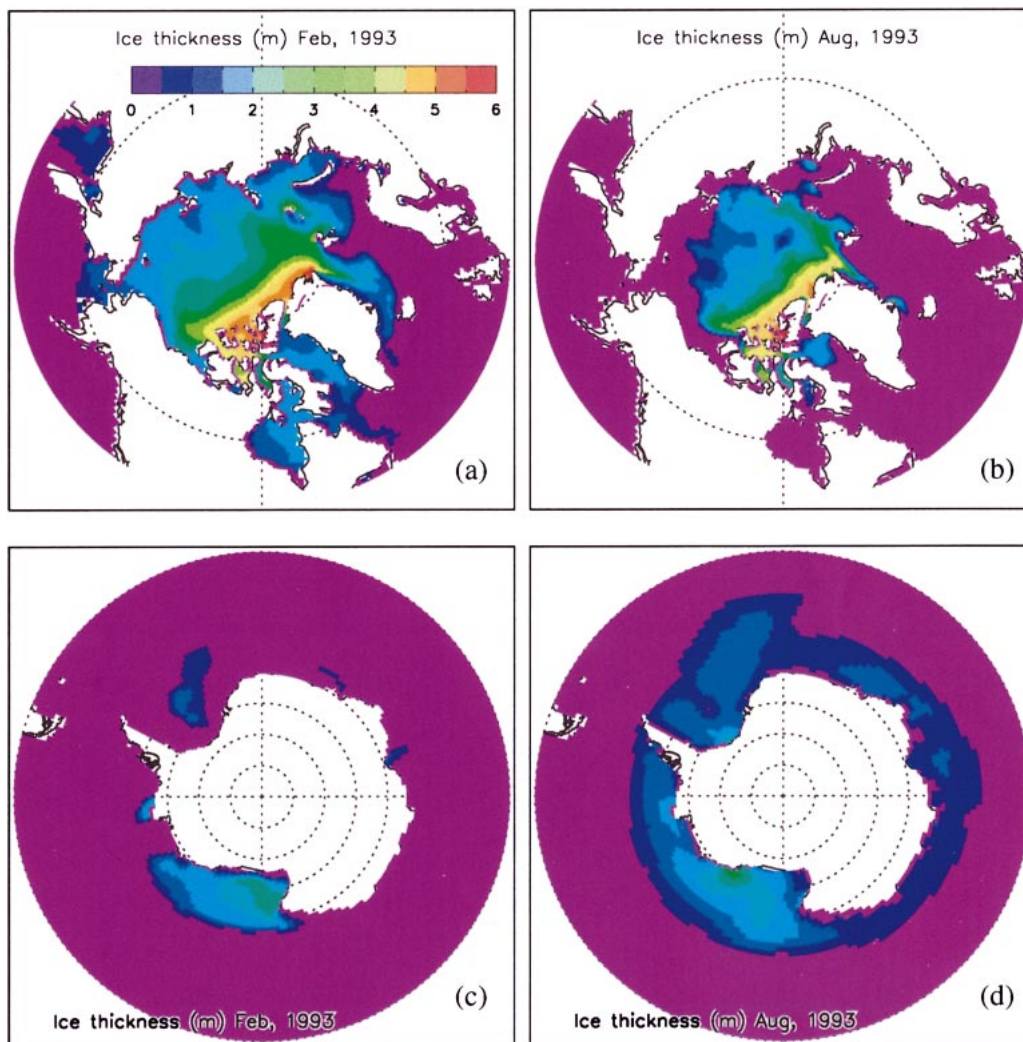 Ice thickness (m) Feb, 1993
0 1 2 3 4 5 6
(a)
Ice thickness (m) Aug, 1993
(b)
(c)
Ice thickness (m) Feb, 1993
(d)
Ice thickness (m) Aug, 1993